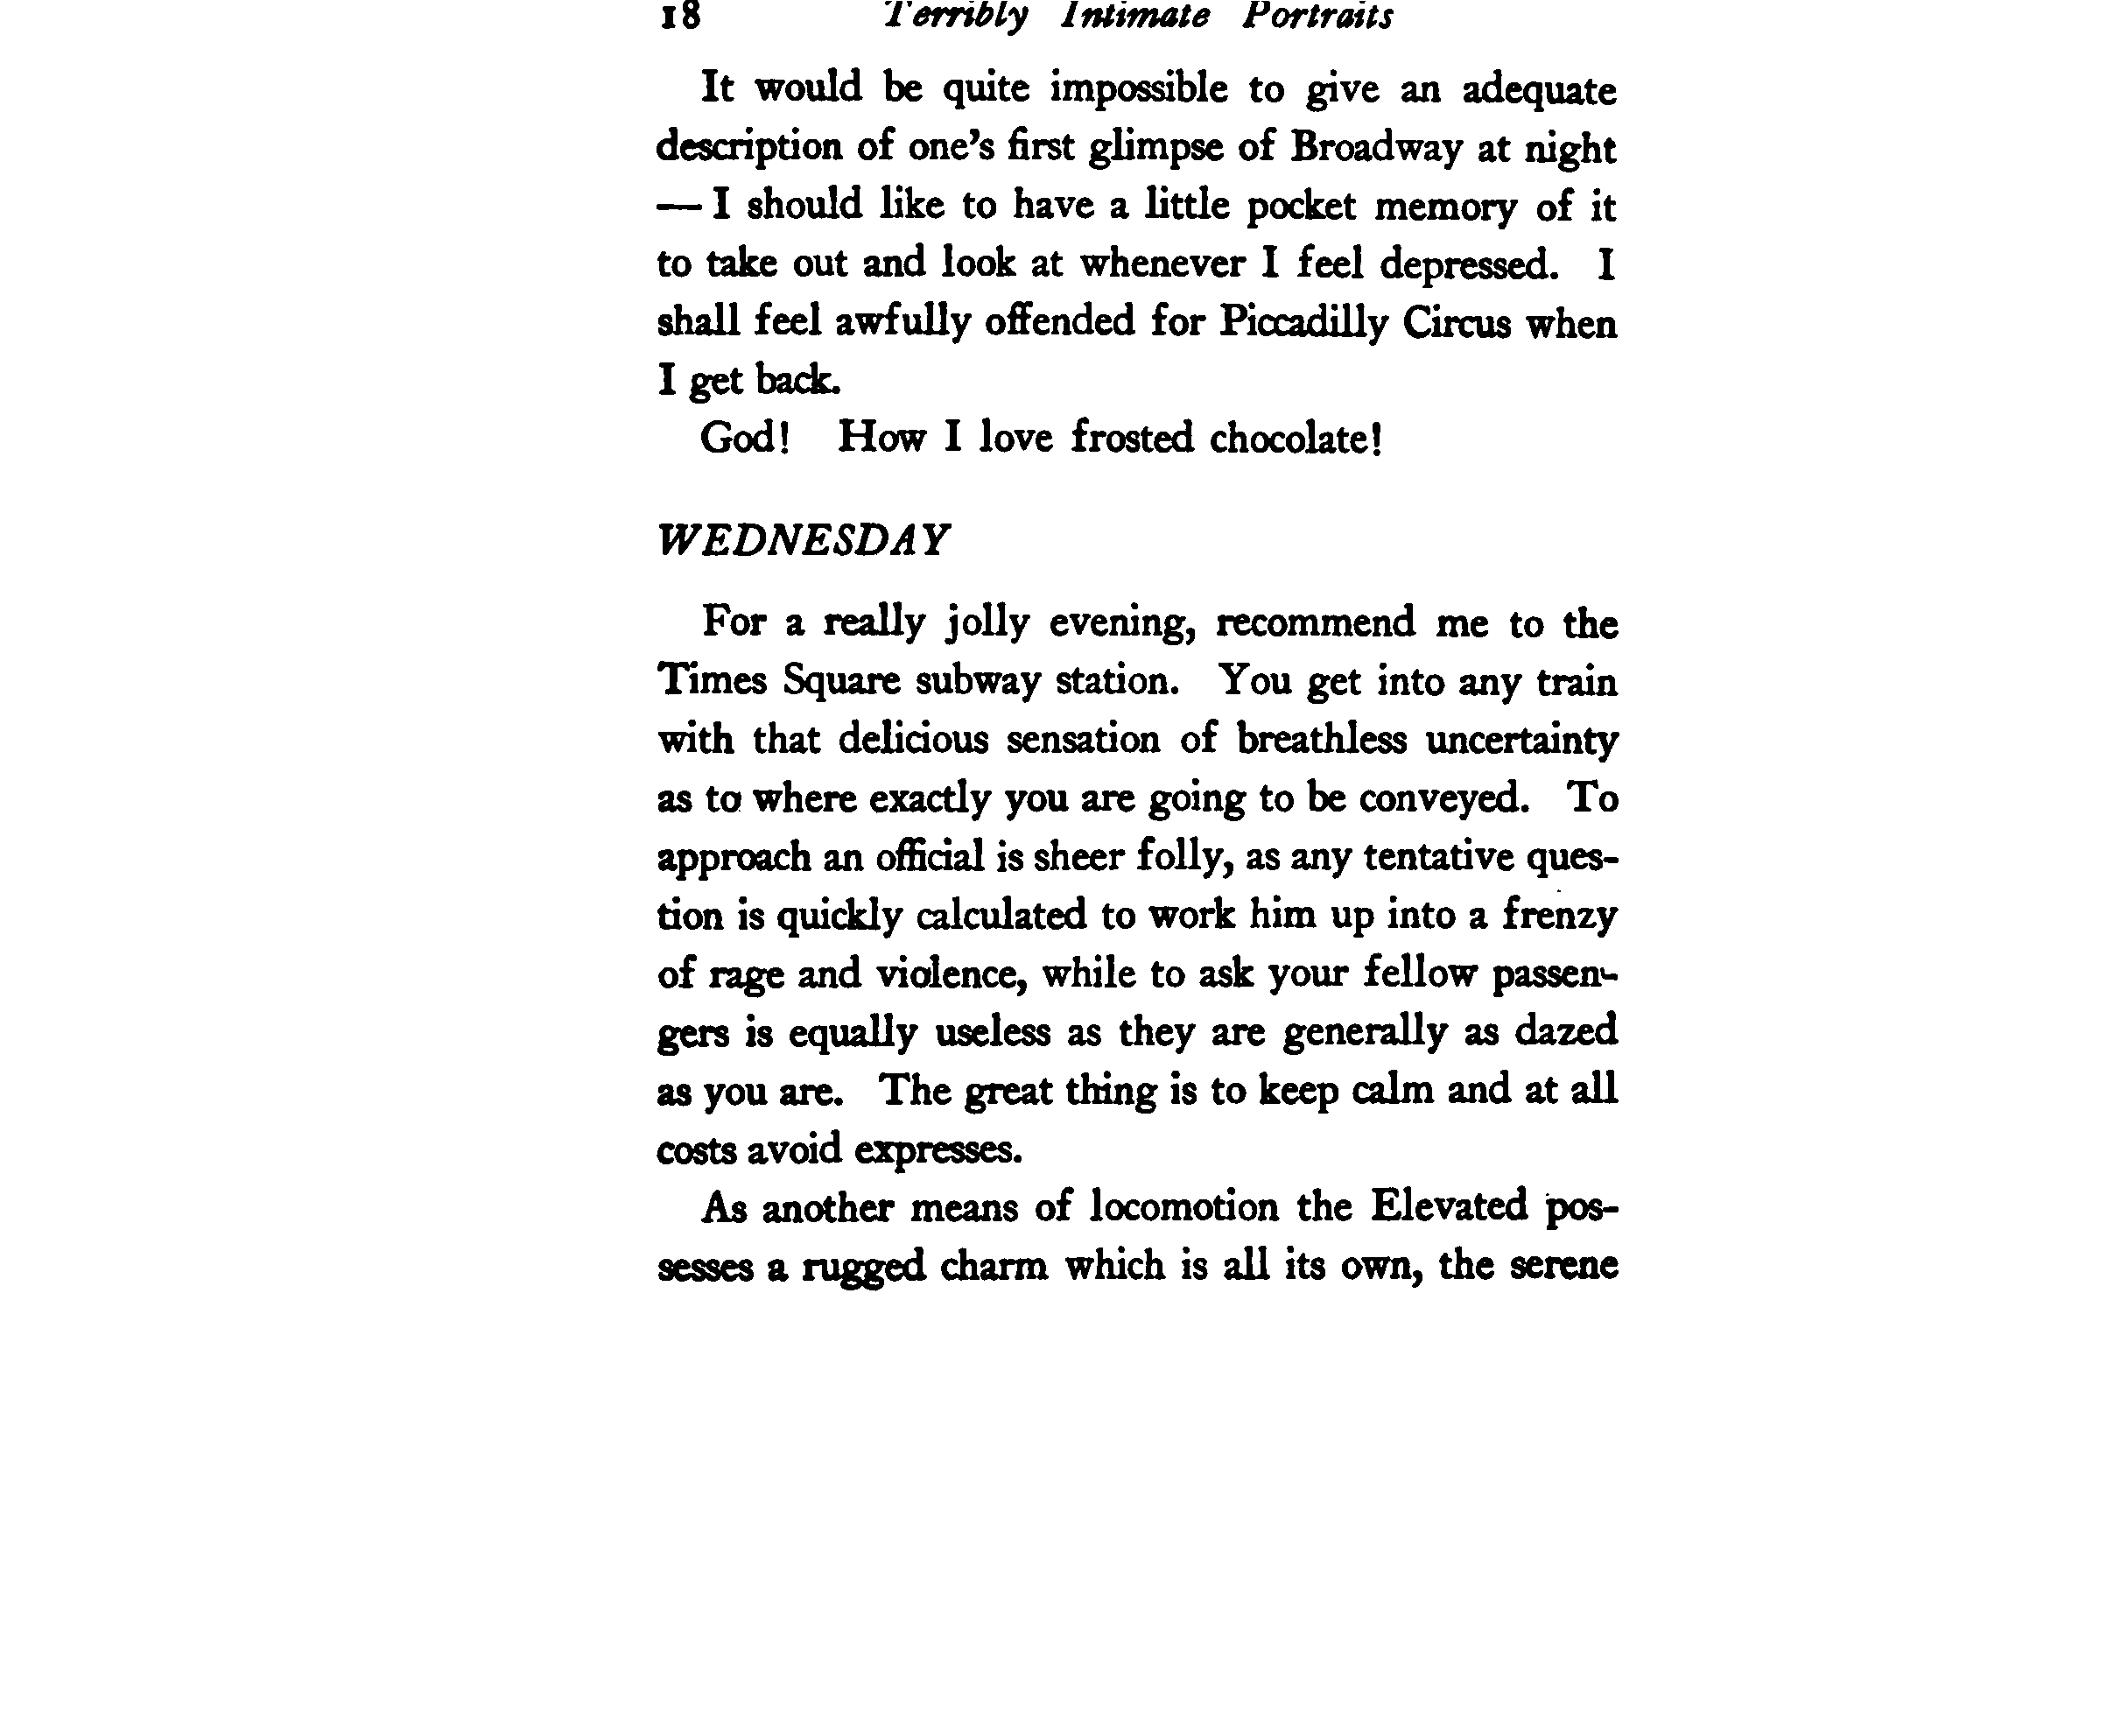 18 Terribly Intimate Portraits
It would be quite impossible to give an adequate
description of one's first glimpse of Broadway at night
— I should like to have a little pocket memory of it
to take out and look at whenever I feel depressed. I
shall feel awfully offended for Piccadilly Circus when
I get back.
God! How I love frosted chocolate!
WEDNESDAY
For a really jolly evening, recommend me to the
Times Square subway station. You get into any train
with that delicious sensation of breathless uncertainty
as to where exactly you are going to be conveyed. To
approach an official is sheer folly, as any tentative ques-
tion is quickly calculated to work him up into a frenzy
of rage and violence, while to ask your fellow passen-
gers is equally useless as they are generally as dazed
as you are. The great thing is to keep calm and at all
costs avoid expresses.
As another means of locomotion the Elevated pos-
sesses a rugged charm which is all its own, the serene